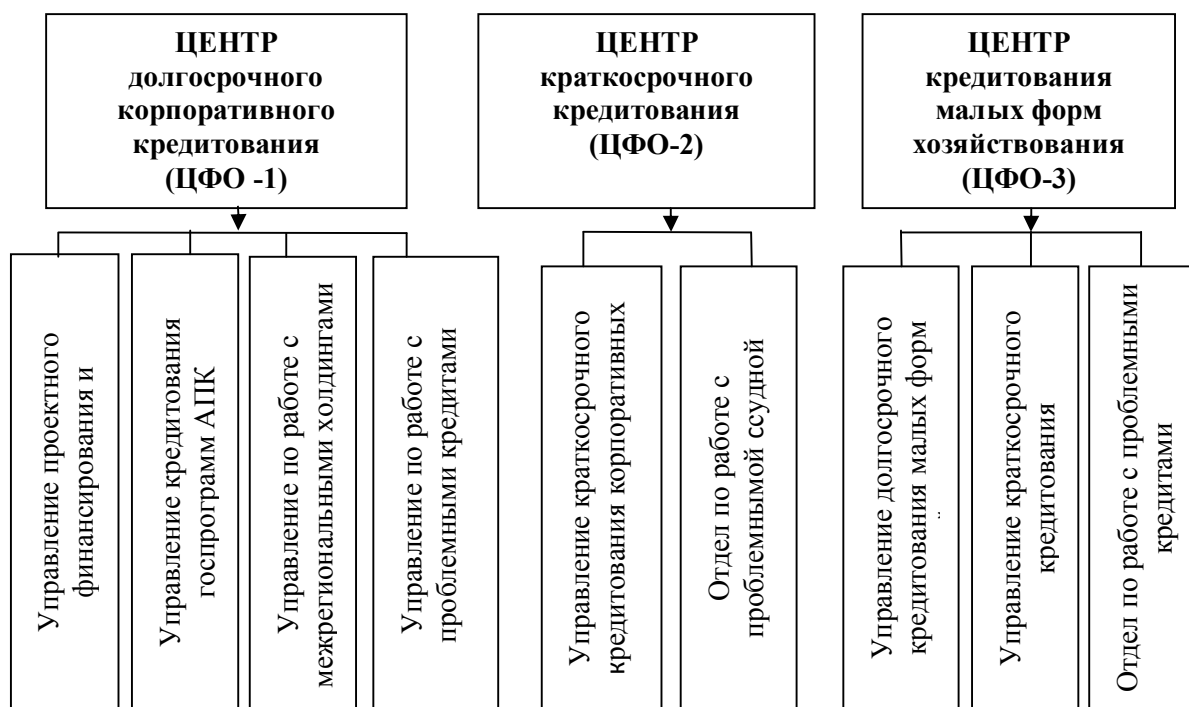 ЦЕНТР
долгосрочного
корпоративного
кредитования
(ЦФО -1)
ЦЕНТР
краткосрочного
кредитования
(ЦФО-2)
ЦЕНТР
кредитования
малых форм
хозяйствования
(ЦФО-3)
Управление проектного
финансирования и
Управление кредитования
госпрограмм АПК
Управление по работе с
межрегиональными холдингами
Управление по работе с
проблемными кредитами
Управление краткосрочного
кредитования корпоративных
Отдел по работе с
проблемнымой ссудной
Управление долгосрочного
кредитования малых форм
Управление краткосрочного
кредитования
Отдел по работе с проблемными
кредитами